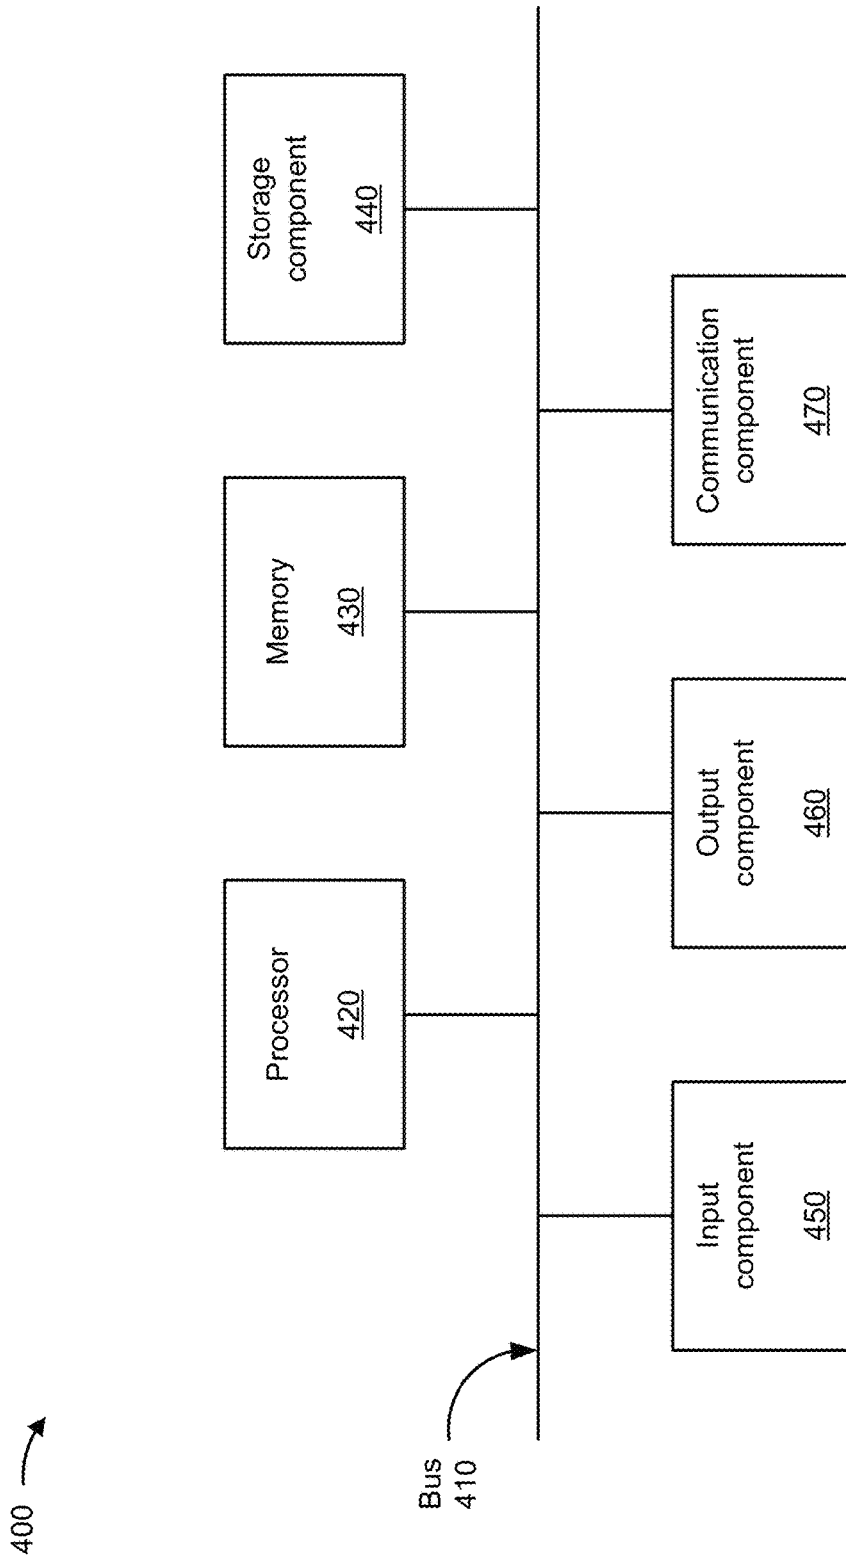 400
Processor
420
Memory
430
Storage
component
440
Bus
410
Input
component
450
Output
component
460
Communication
component
470